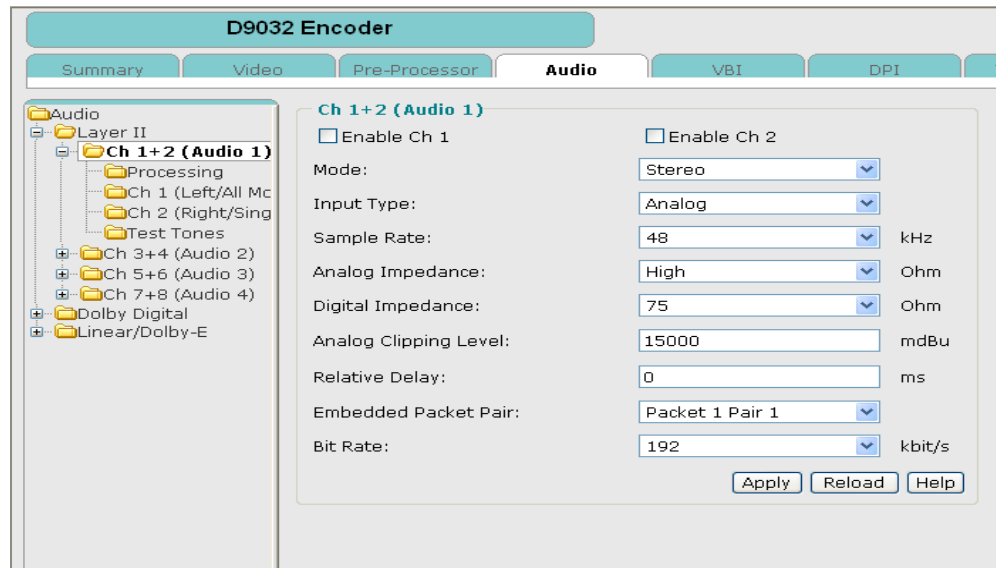 D9032 Encoder
Summary Video Pre-Processor Audio VBI DPI
Audio
Layer II
Ch 1+2 (Audio 1)
Processing
Ch 1 (Left/All Mc
Ch 2 (Right/Sing
Test Tones
Ch 3+4 (Audio 2)
Ch 5+6 (Audio 3)
Ch 7+8 (Audio 4)
Dolby Digital
Linear/Dolby-E
Ch 1+2 (Audio 1)
Enable Ch 1 Enable Ch 2
Mode: Stereo
Input Type: Analog
Sample Rate: 48 kHz
Analog Impedance: High Ohm
Digital Impedance: 75 Ohm
Analog Clipping Level: 15000 mdBu
Relative Delay: 0 ms
Embedded Packet Pair: Packet 1 Pair 1
Bit Rate: 192 kbit/s
Apply Reload Help